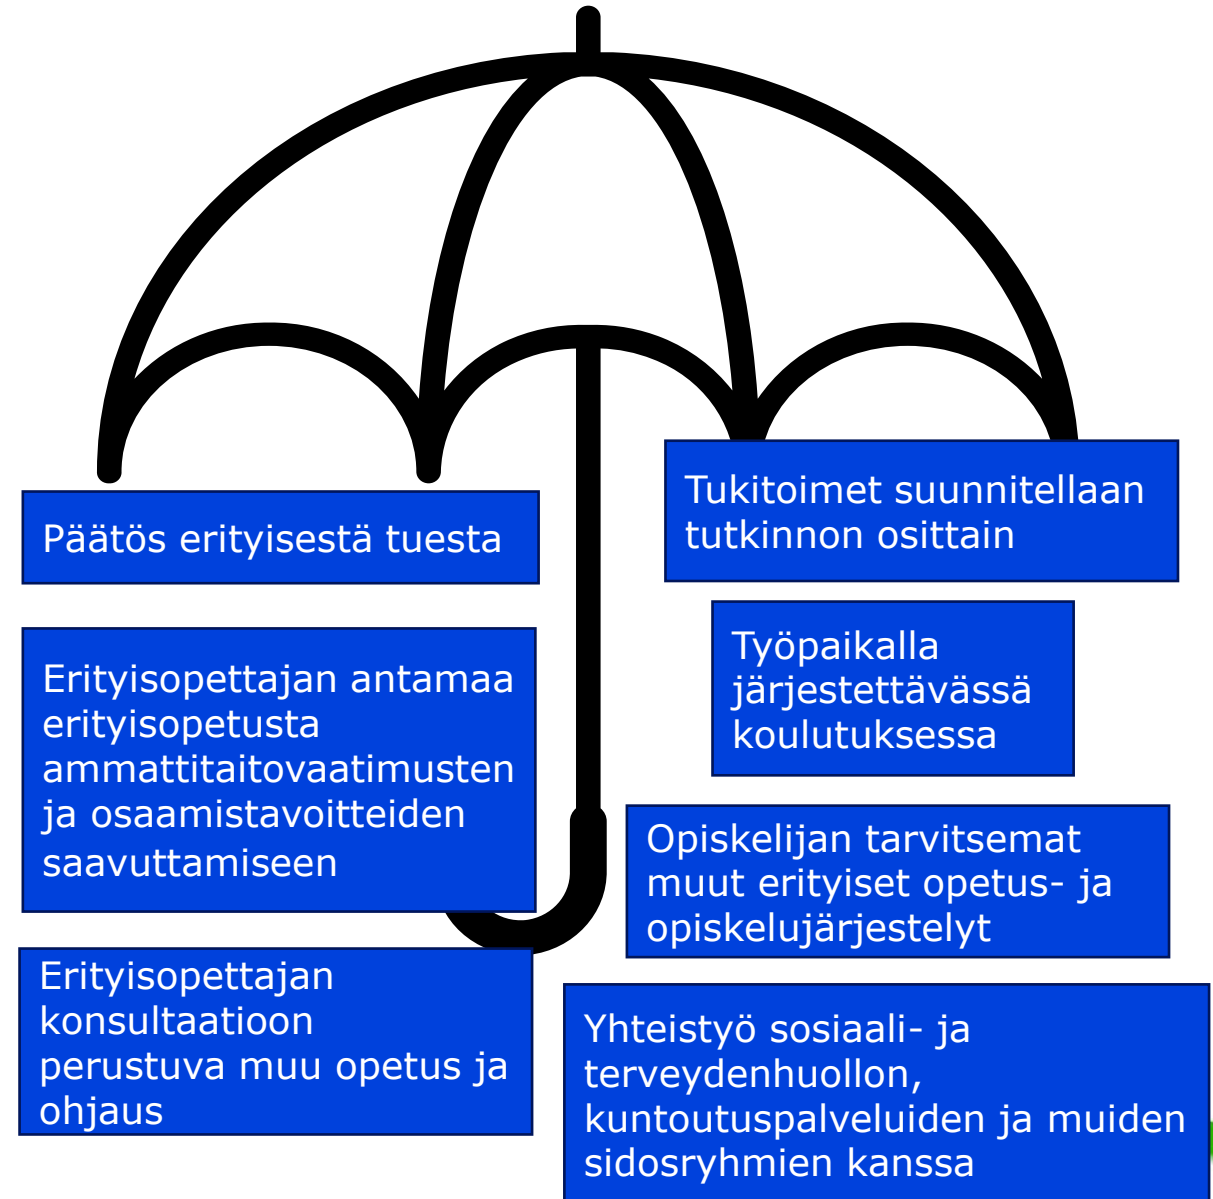 Päätös erityisestä tuesta
Erityisopettajan antamaa
erityisopetusta
ammattitaitovaatimusten
ja osaamistavoitteiden
saavuttamiseen
Erityisopettajan
konsultaatioon
perustuva muu opetus ja
ohjaus
Tukitoimet suunnitellaan
tutkinnon osittain
Työpaikalla
järjestettävässä
koulutuksessa
Opiskelijan tarvitsemat
muut erityiset opetus- ja
opiskelujärjestelyt
Yhteistyö sosiaali- ja
terveydenhuollon,
kuntoutuspalveluiden ja muiden
sidosryhmien kanssa